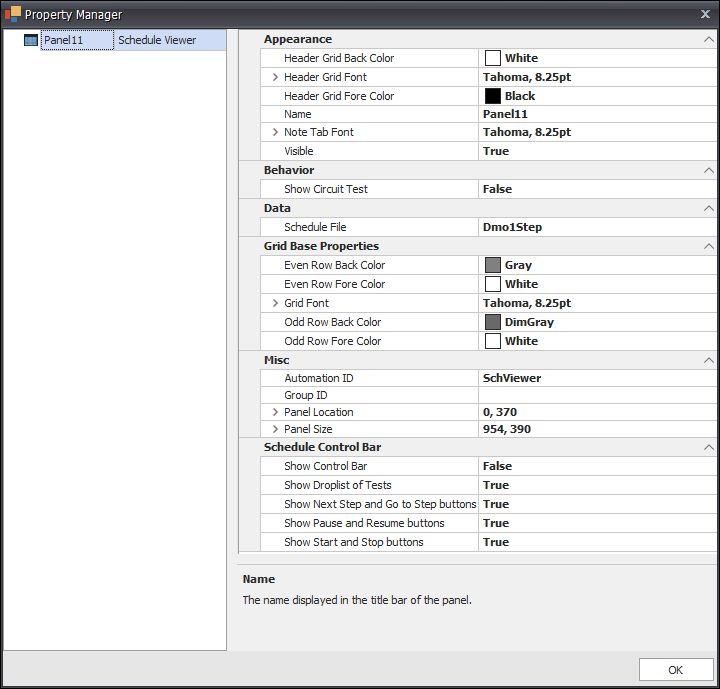 Property Manager
Panel11 Schedule Viewer
Appearance
Header Grid Back Color White
Header Grid Font Tahoma, 8.25pt
Header Grid Fore Color Black
Name Panel11
Note Tab Font Tahoma, 8.25pt
Visible True
Behavior
Show Circuit Test False
Data
Schedule File Dmo1Step
Grid Base Properties
Even Row Back Color Gray
Even Row Fore Color White
Grid Font Tahoma, 8.25pt
Odd Row Back Color DimGray
Odd Row Fore Color White
Misc
Automation ID SchViewer
Group ID
Panel Location 0, 370
Panel Size 954, 390
Schedule Control Bar
Show Control Bar False
Show Droplist of Tests True
Show Next Step and Go to Step buttons True
Show Pause and Resume buttons True
Show Start and Stop buttons True
Name
The name displayed in the title bar of the panel.
OK